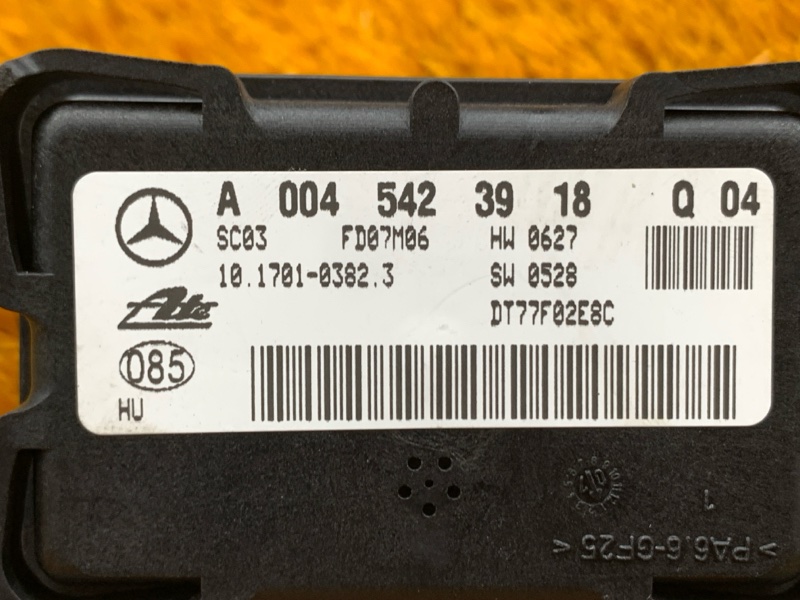 A 004 542 39 18 Q 04
SC03 FD07M06 HW 0627
10.1701-0382.3 SW 0528
Ate DT77F02E8C
085
HU
1
>PA6.6-GF25<